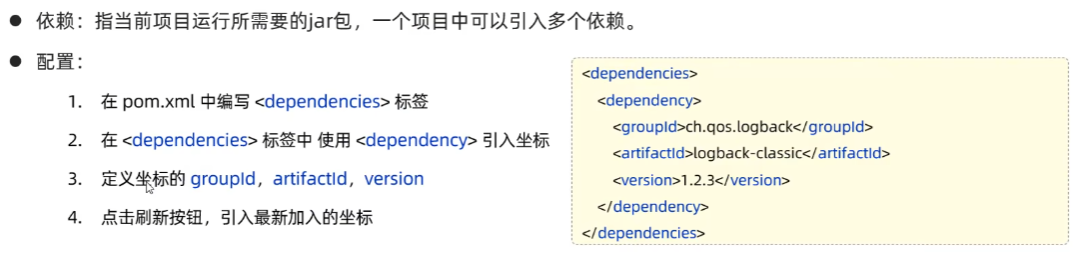 依赖：指当前项目运行所需要的jar包，一个项目中可以引入多个依赖。
配置：
1. 在 pom.xml 中编写 <dependencies> 标签
2. 在 <dependencies> 标签中 使用 <dependency> 引入坐标
3. 定义坐标的 groupId，artifactId，version
4. 点击刷新按钮，引入最新加入的坐标
<dependencies>
<dependency>
<groupId>ch.qos.logback</groupId>
<artifactId>logback-classic</artifactId>
<version>1.2.3</version>
</dependency>
</dependencies>